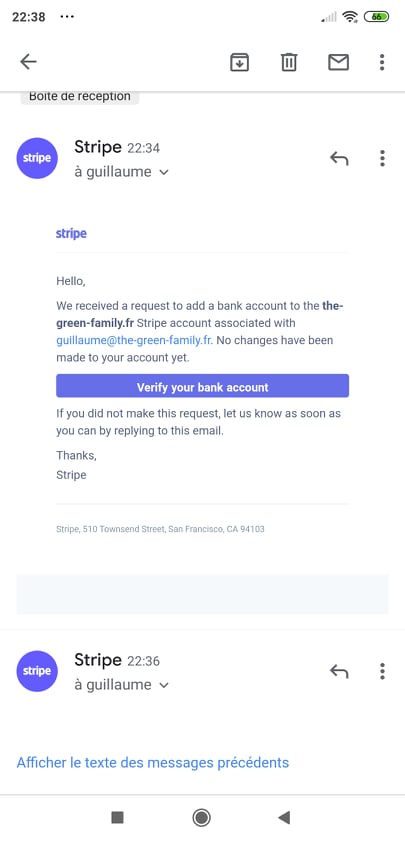 22:38 ...
66
Boîte de réception
stripe
Stripe 22:34
à guillaume
stripe
Hello,
We received a request to add a bank account to the the-
green-family.fr Stripe account associated with
guillaume@the-green-family.fr. No changes have been
made to your account yet.
Verify your bank account
If you did not make this request, let us know as soon as
you can by replying to this email.
Thanks,
Stripe
Stripe, 510 Townsend Street, San Francisco, CA 94103
stripe
Stripe 22:36
à guillaume
Afficher le texte des messages précédents